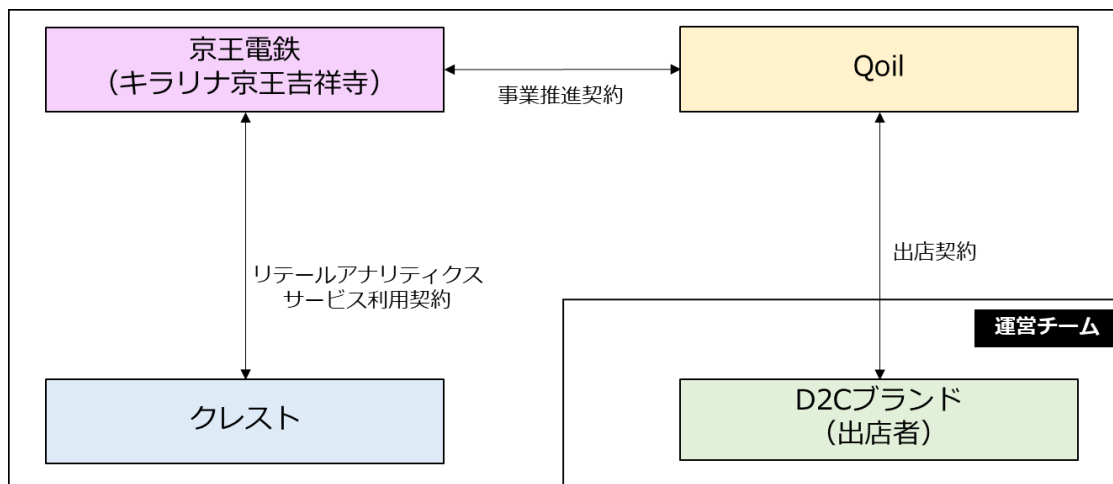 京王電鉄
（キラリナ京王吉祥寺）
Qoil
事業推進契約
リテールアナリティクス
サービス利用契約
出店契約
運営チーム
クレスト
D2Cブランド
（出店者）